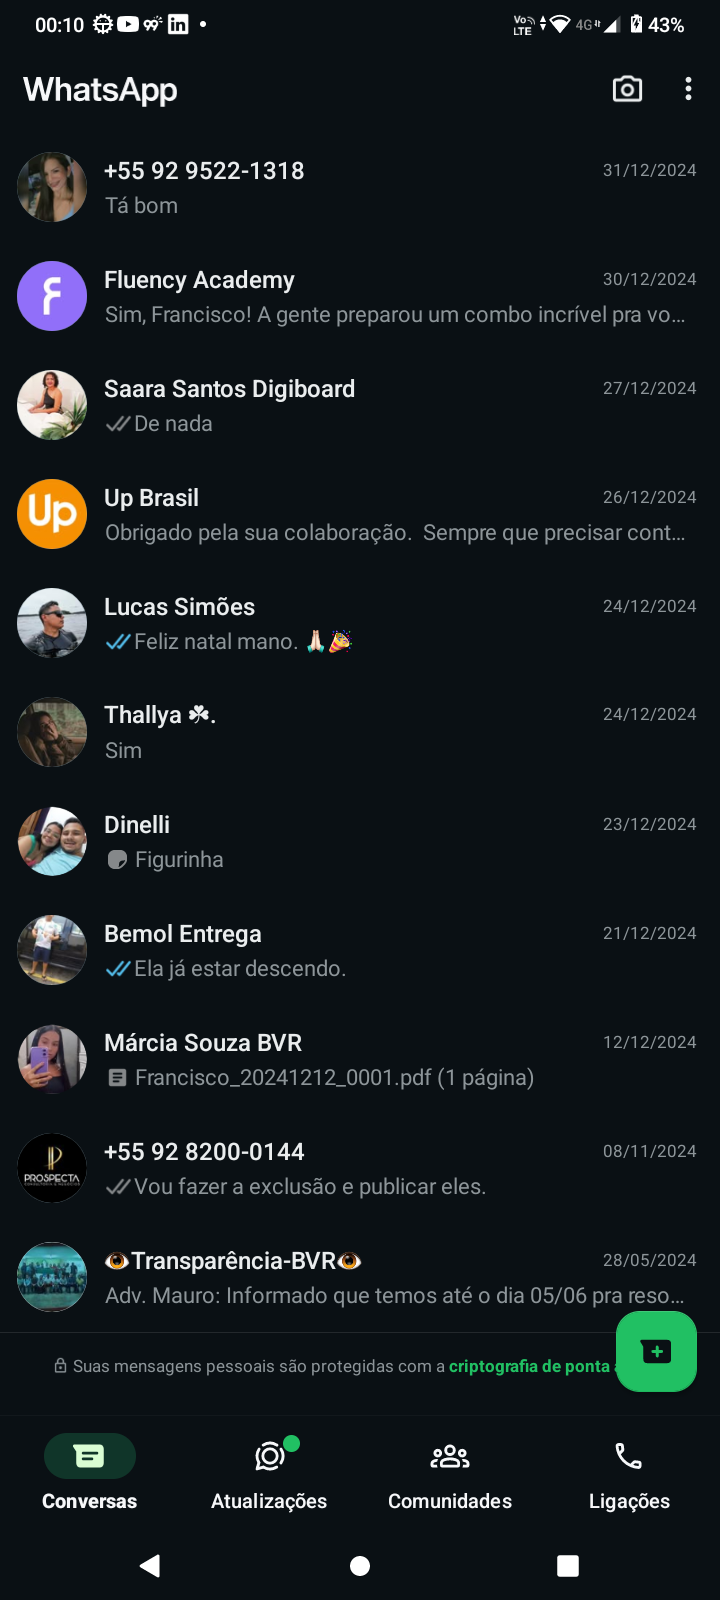 00:10
Vo LTE 4G 43%
WhatsApp
+55 92 9522-1318 31/12/2024
Tá bom
Fluency Academy 30/12/2024
Sim, Francisco! A gente preparou um combo incrível pra vo...
Saara Santos Digiboard 27/12/2024
De nada
Up Brasil 26/12/2024
Up
Obrigado pela sua colaboração.  Sempre que precisar cont...
Lucas Simões 24/12/2024
Feliz natal mano. 🙏🏻🎉
Thallya ☘. 24/12/2024
Sim
Dinelli 23/12/2024
Figurinha
Bemol Entrega 21/12/2024
Ela já estar descendo.
Márcia Souza BVR 12/12/2024
Francisco_20241212_0001.pdf (1 página)
+55 92 8200-0144 08/11/2024
PROSPECTA
Vou fazer a exclusão e publicar eles.
👁Transparência-BVR👁 28/05/2024
Adv. Mauro: Informado que temos até o dia 05/06 pra reso...
Suas mensagens pessoais são protegidas com a criptografia de ponta
Conversas Atualizações Comunidades Ligações